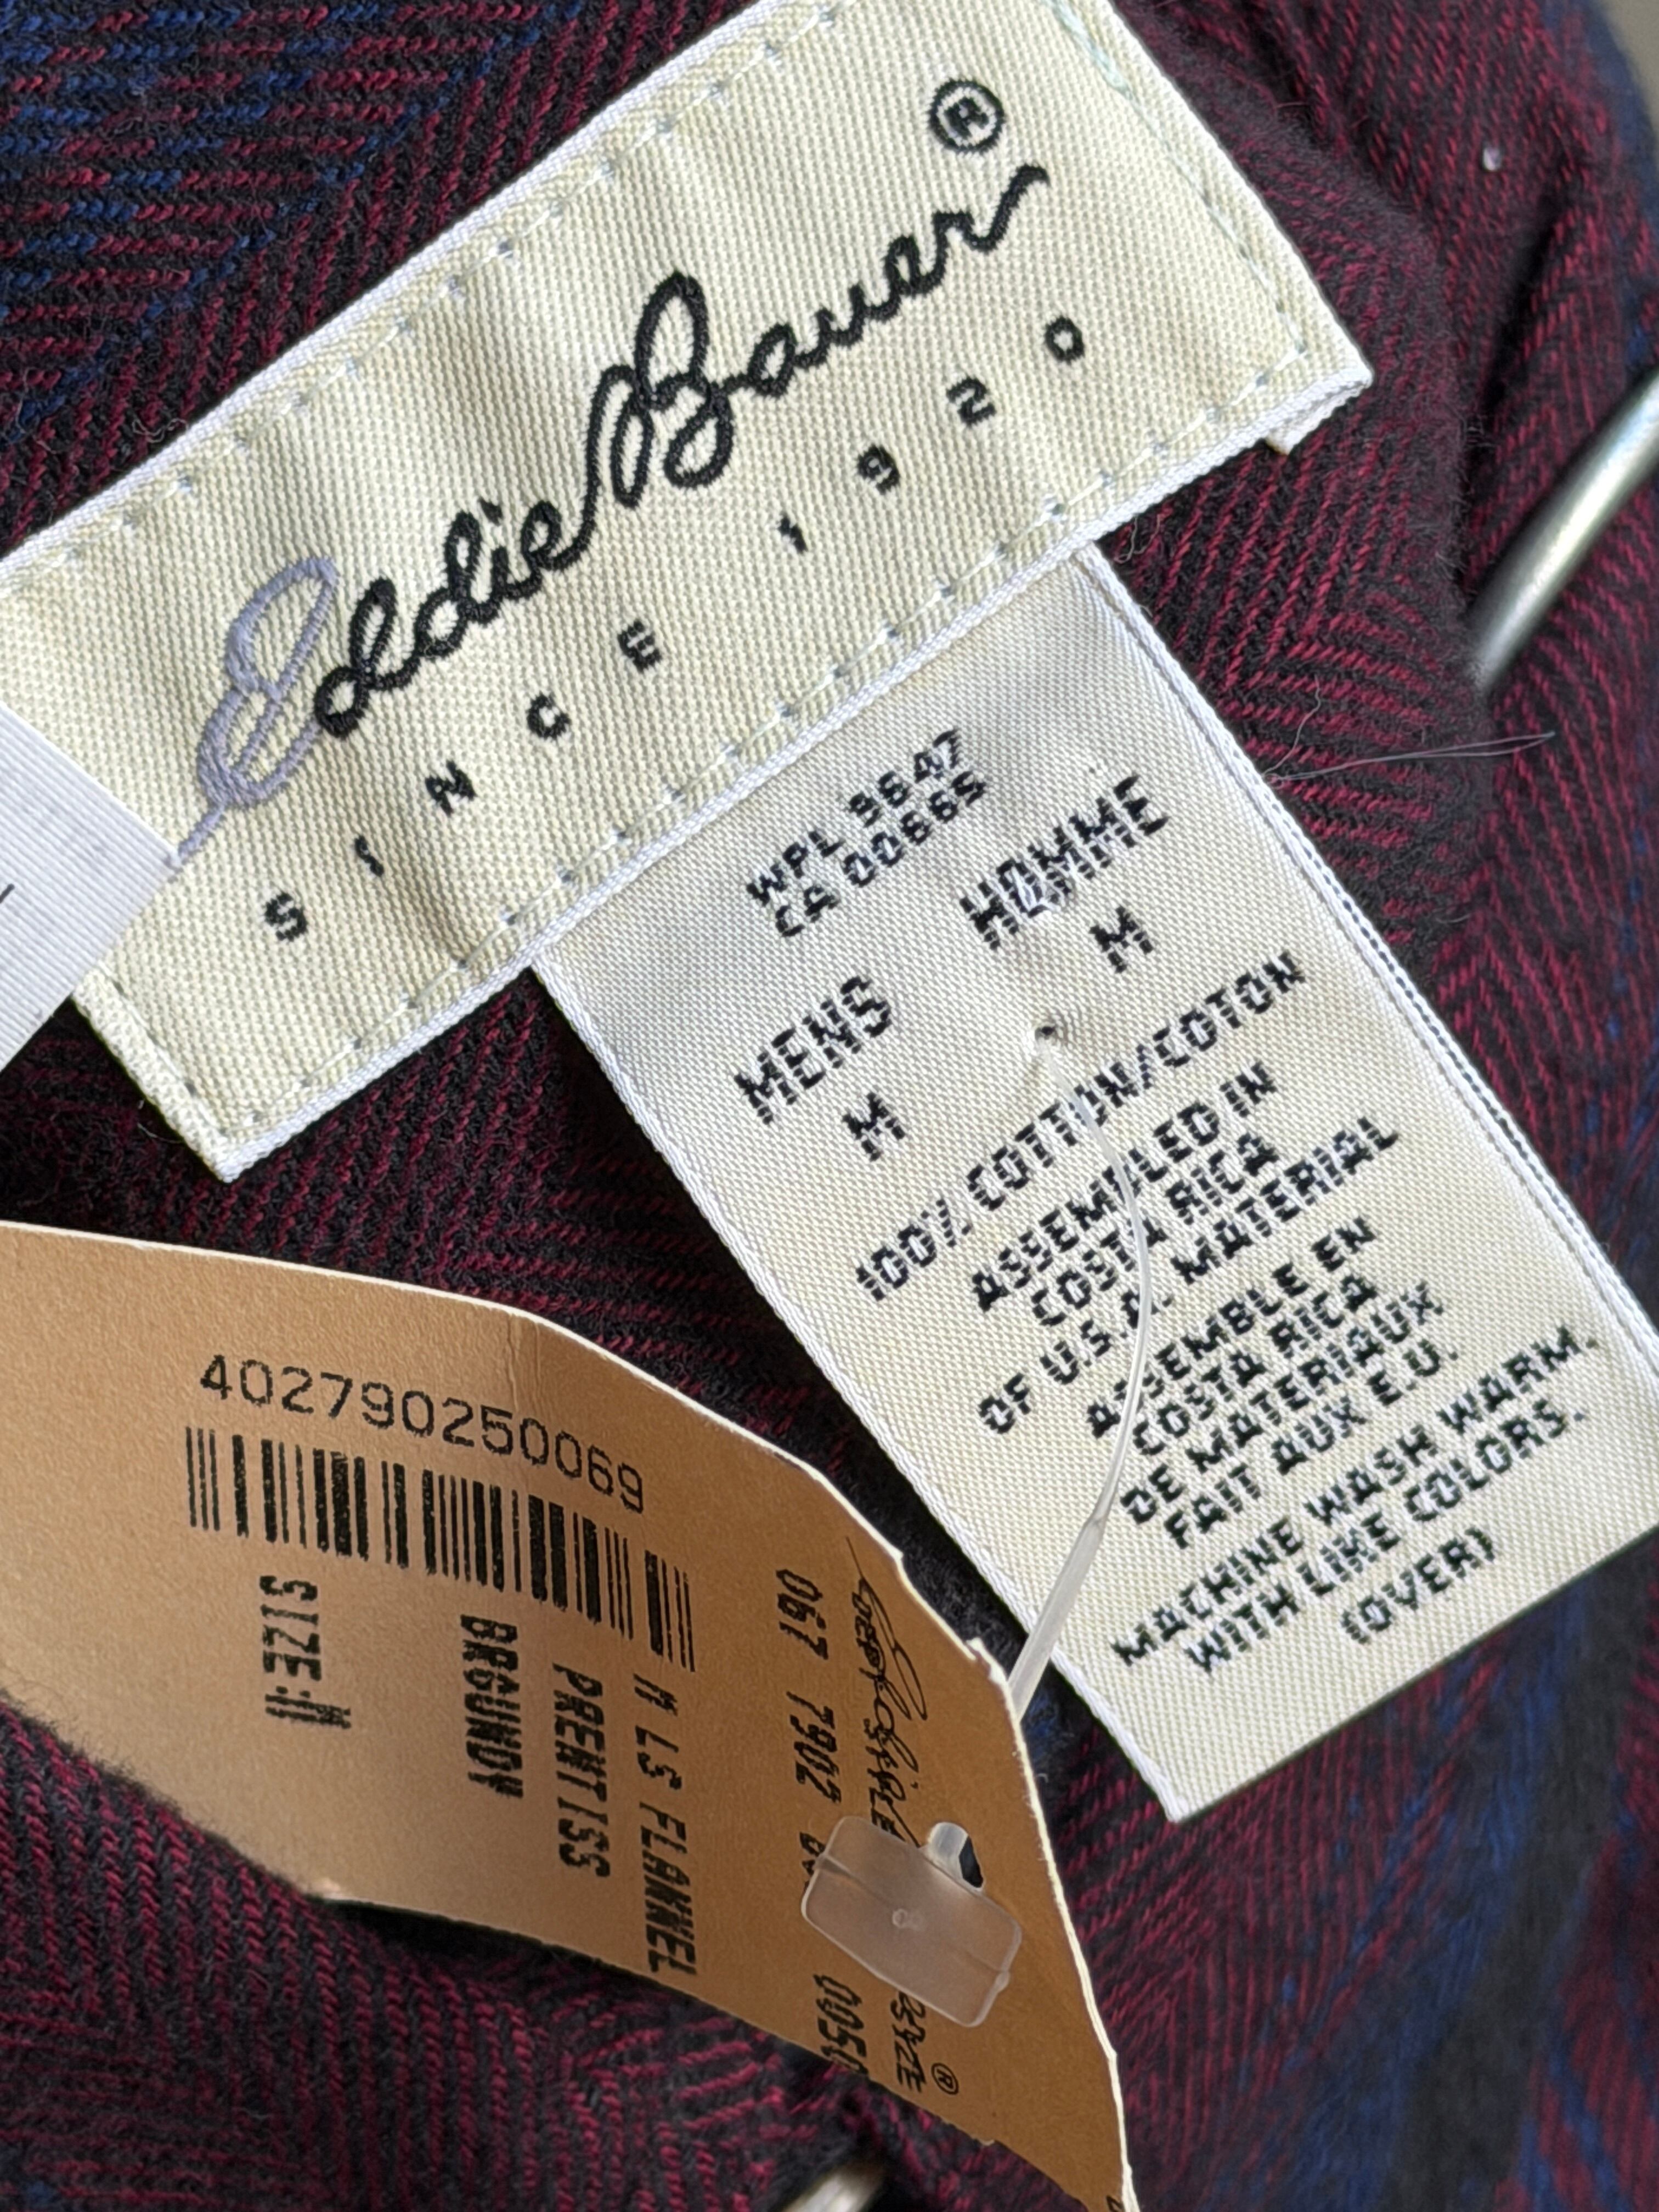 Eddie Bauer®
SINCE 1920
WPL 9647
CA 00665
MENS HOMME
M M
100% COTTON/COTON
ASSEMBLED IN
COSTA RICA
OF U.S.A. MATERIAL
ASSEMBLE EN
COSTA RICA
DE MATERIAUX
FAIT AUX E.U.
MACHINE WASH WARM.
WITH LIKE COLORS.
(OVER)
402790250069
067 7902
M LS FLANNEL
PRENTISS
BRGUNDY
SIZE:M